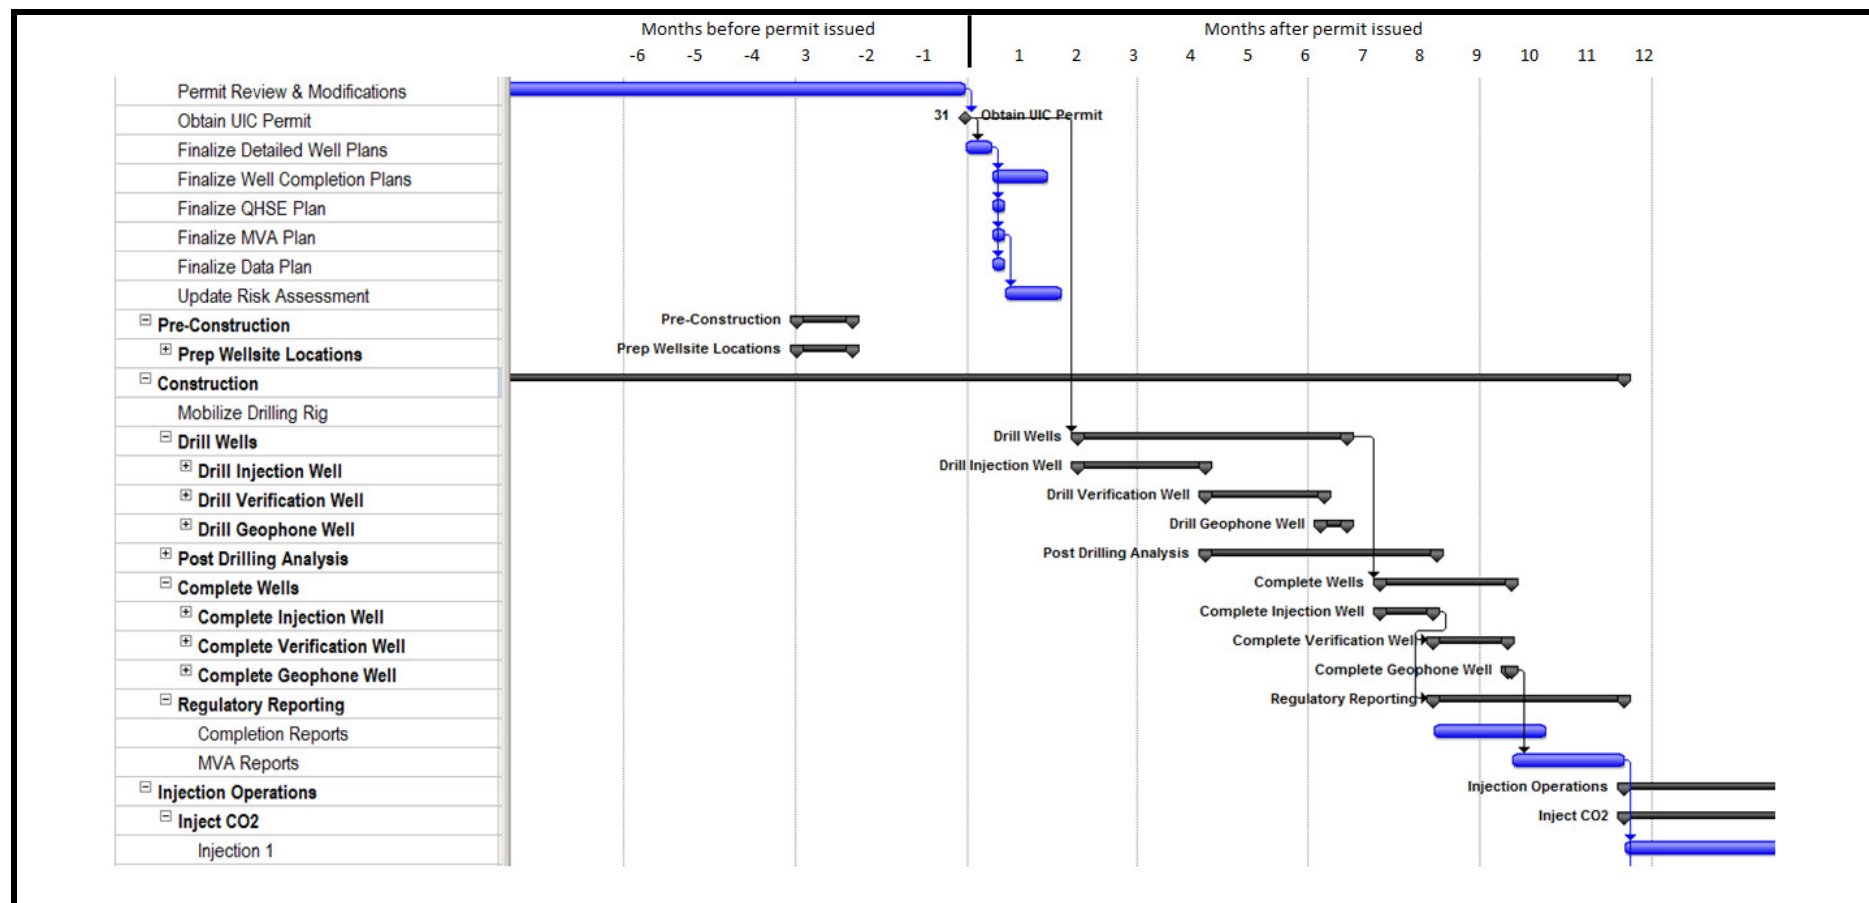 Months before permit issued Months after permit issued
-6 -5 -4 3 -2 -1 1 2 3 4 5 6 7 8 9 10 11 12
Permit Review & Modifications
Obtain UIC Permit 31 Obtain UIC Permit
Finalize Detailed Well Plans
Finalize Well Completion Plans
Finalize QHSE Plan
Finalize MVA Plan
Finalize Data Plan
Update Risk Assessment
Pre-Construction Pre-Construction
Prep Wellsite Locations Prep Wellsite Locations
Construction
Mobilize Drilling Rig
Drill Wells Drill Wells
Drill Injection Well Drill Injection Well
Drill Verification Well Drill Verification Well
Drill Geophone Well Drill Geophone Well
Post Drilling Analysis Post Drilling Analysis
Complete Wells Complete Wells
Complete Injection Well Complete Injection Well
Complete Verification Well Complete Verification Well
Complete Geophone Well Complete Geophone Well
Regulatory Reporting Regulatory Reporting
Completion Reports
MVA Reports
Injection Operations Injection Operations
Inject CO2 Inject CO2
Injection 1